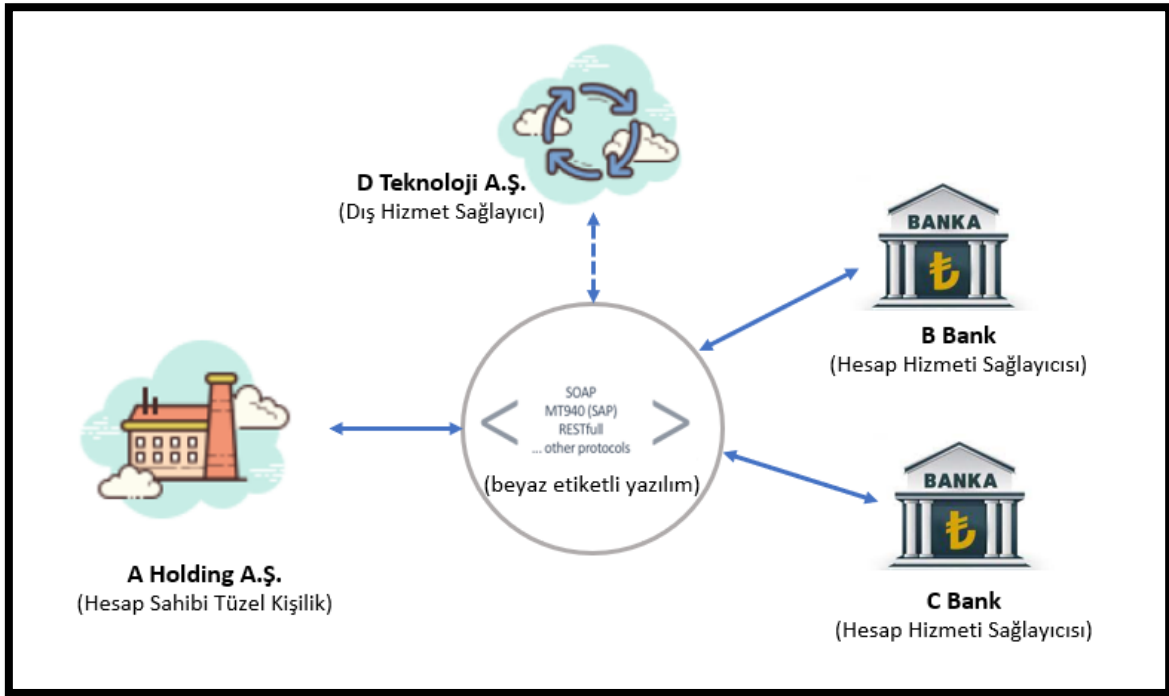 D Teknoloji A.Ş.
(Dış Hizmet Sağlayıcı)
BANKA
B Bank
(Hesap Hizmeti Sağlayıcısı)
SOAP
MT940 (SAP)
RESTfull
... other protocols
(beyaz etiketli yazılım)
BANKA
A Holding A.Ş.
(Hesap Sahibi Tüzel Kişilik)
C Bank
(Hesap Hizmeti Sağlayıcısı)